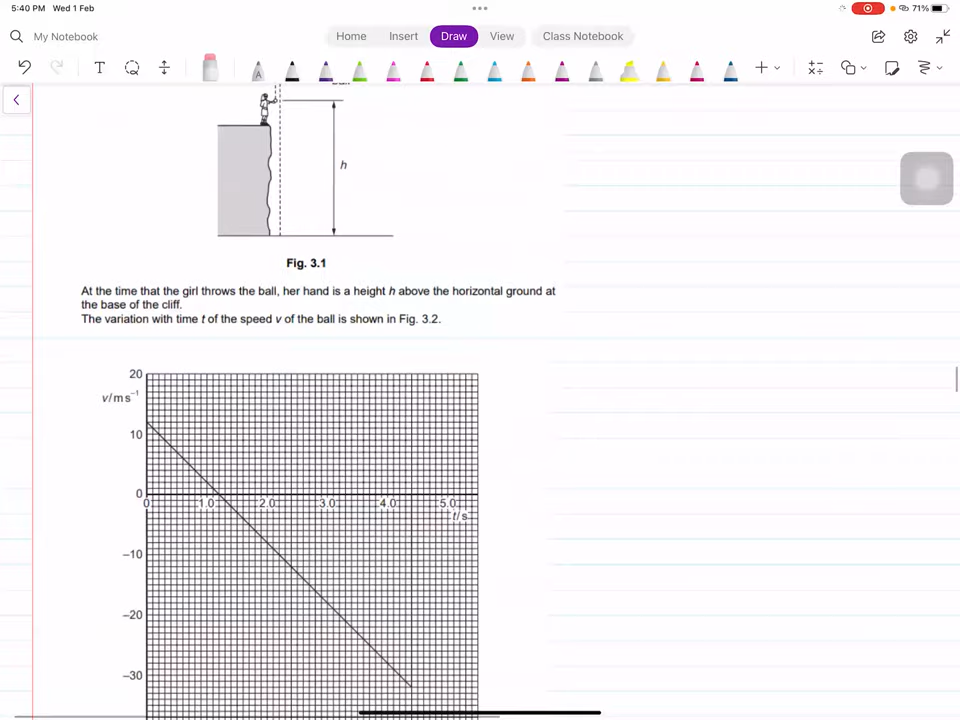 5:40 PM Wed 1 Feb
71%
My Notebook
Home Insert Draw View Class Notebook
T
A
h
Fig. 3.1
At the time that the girl throws the ball, her hand is a height h above the horizontal ground at
the base of the cliff.
The variation with time t of the speed v of the ball is shown in Fig. 3.2.
20
v/ms⁻¹
10
0
0 1.0 2.0 3.0 4.0 5.0
t/s
−10
−20
−30